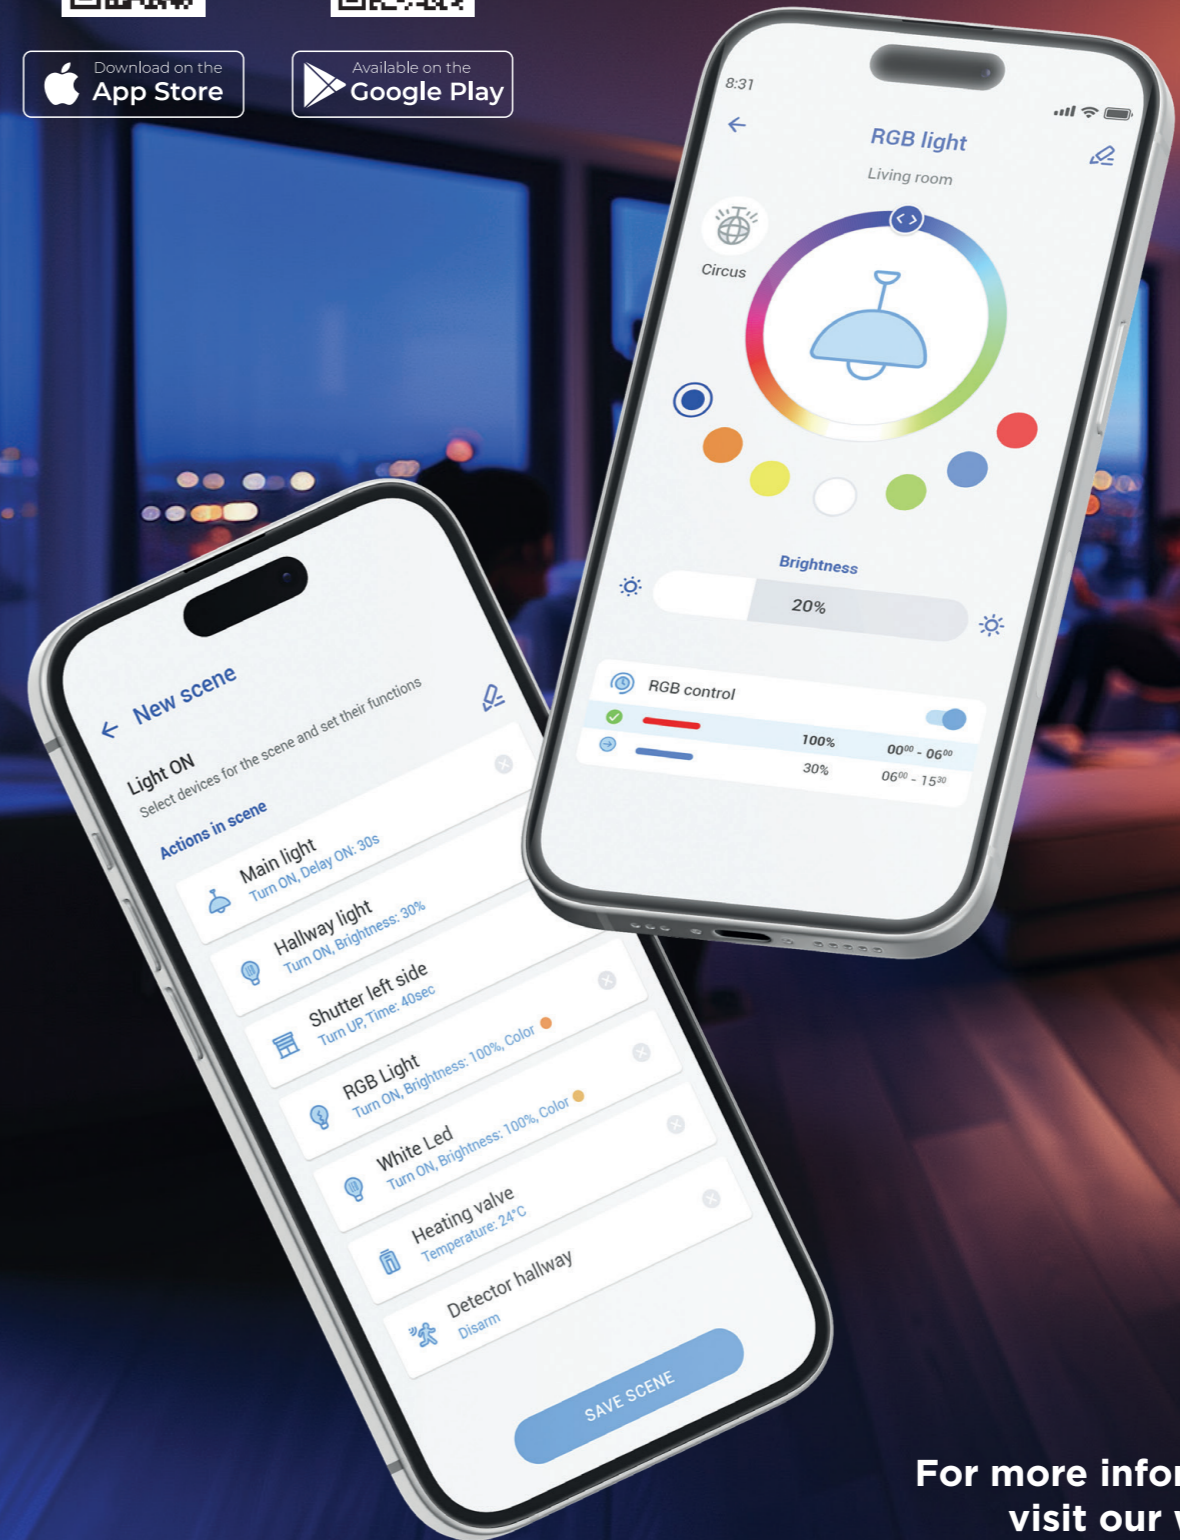 Download on the
App Store
Available on the
Google Play
8:31
RGB light
Living room
Circus
Brightness
20%
RGB control
100% 00⁰⁰ - 06⁰⁰
30% 06⁰⁰ - 15³⁰
New scene
Light ON
Select devices for the scene and set their functions
Actions in scene
Main light
Turn ON, Delay ON: 30s
Hallway light
Turn ON, Brightness: 30%
Shutter left side
Turn UP, Time: 40sec
RGB Light
Turn ON, Brightness: 100%, Color
White Led
Turn ON, Brightness: 100%, Color
Heating valve
Temperature: 24°C
Detector hallway
Disarm
SAVE SCENE
For more
visit our